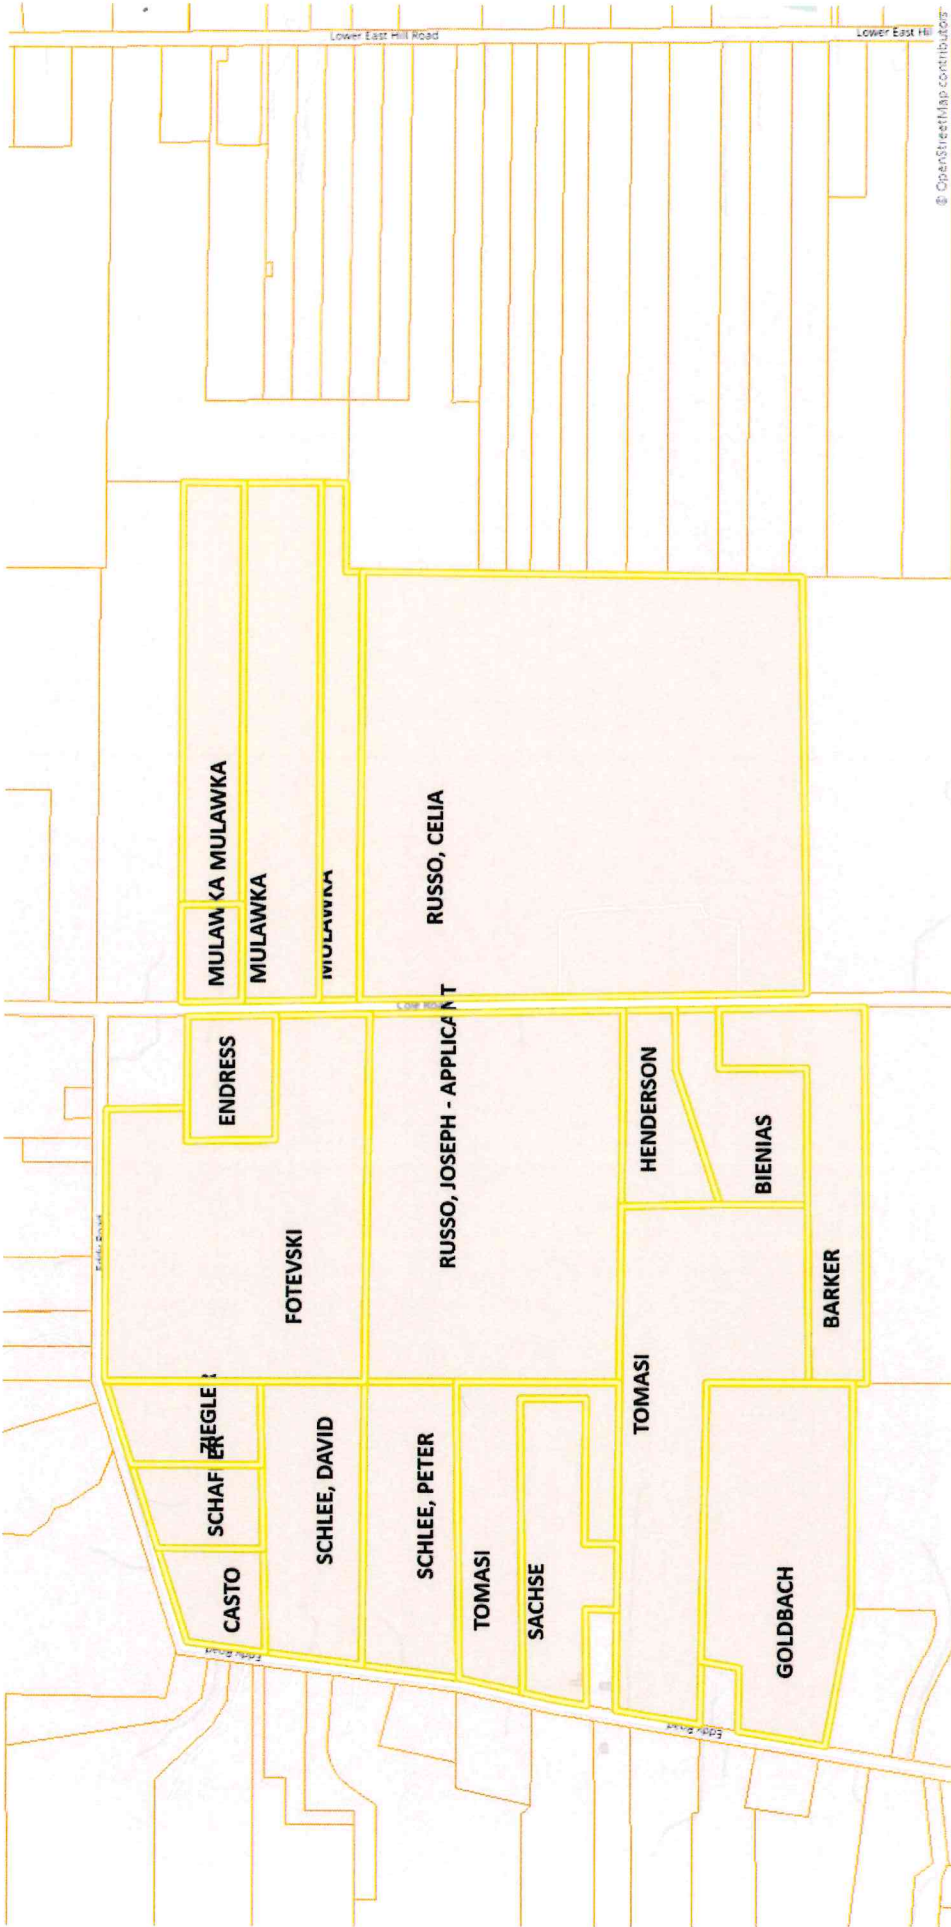 Lower East Hill Road
Lower East Hill
© OpenStreetMap contributors
MULAWKA
MULAWKA
MULAWKA
MULAWKA
RUSSO, CELIA
Cole Road
ENDRESS
RUSSO, JOSEPH - APPLICANT
HENDERSON
BIENIAS
Eddy Road
FOTEVSKI
BARKER
ZIEGLER
SCHAF ER
SCHLEE, DAVID
SCHLEE, PETER
TOMASI
CASTO
TOMASI
SACHSE
GOLDBACH
Eddy Road
Eddy Road